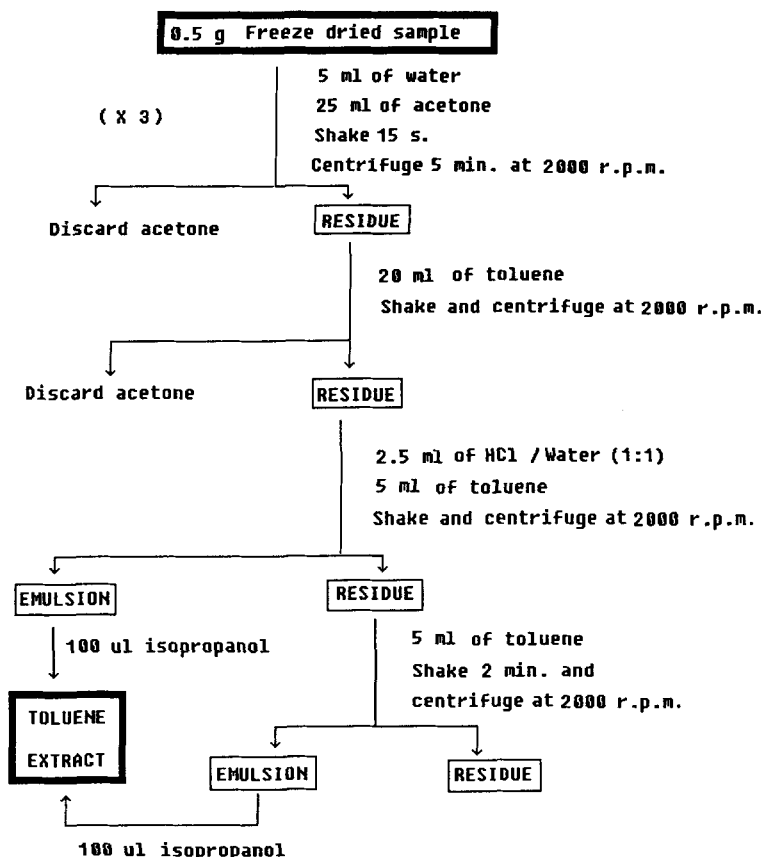 0.5 g Freeze dried sample
5 ml of water
25 ml of acetone
( X 3)
Shake 15 s.
Centrifuge 5 min. at 2000 r.p.m.
Discard acetone
RESIDUE
20 ml of toluene
Shake and centrifuge at 2000 r.p.m.
Discard acetone
RESIDUE
2.5 ml of HCl /Water (1:1)
5 ml of toluene
Shake and centrifuge at 2000 r.p.m.
EMULSION
RESIDUE
100 ul isopropanol
5 ml of toluene
Shake 2 min. and
centrifuge at 2000 r.p.m.
TOLUENE
EXTRACT
EMULSION
RESIDUE
100 ul isopropanol